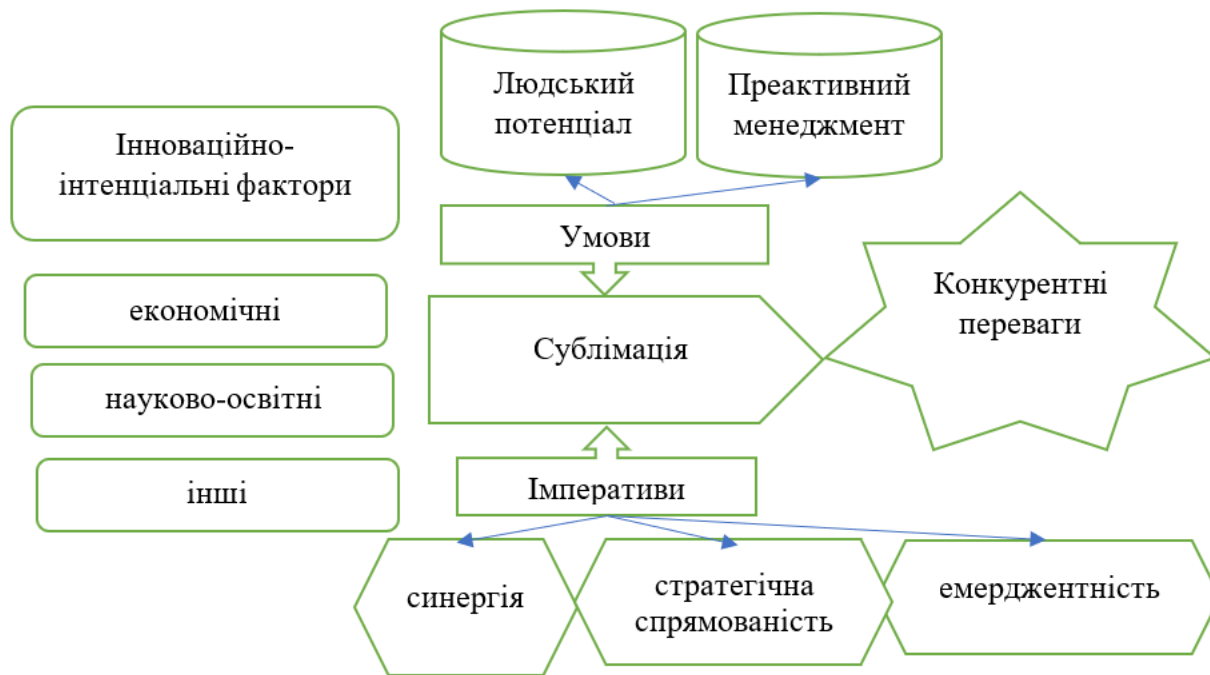 Людський
потенціал
Преактивний
менеджмент
Інноваційно-
інтенціальні фактори
Умови
економічні
Конкурентні
переваги
Сублімація
науково-освітні
інші
Імперативи
синергія
стратегічна
спрямованість
емерджентність